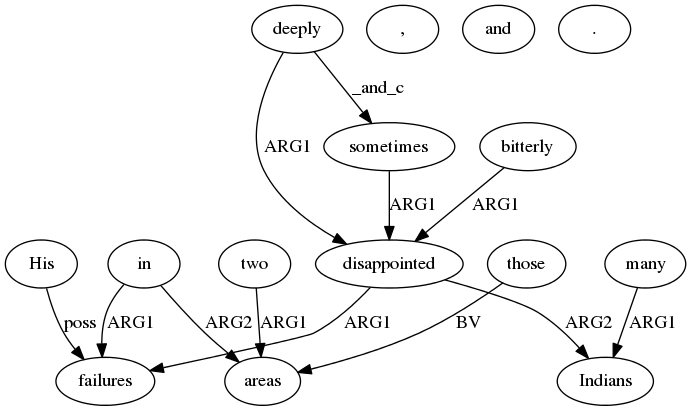 deeply , and .
_and_c
sometimes bitterly
ARG1 ARG1 ARG1
His in two disappointed those many
poss ARG1 ARG2 ARG1 ARG1 BV ARG2 ARG1
failures areas Indians